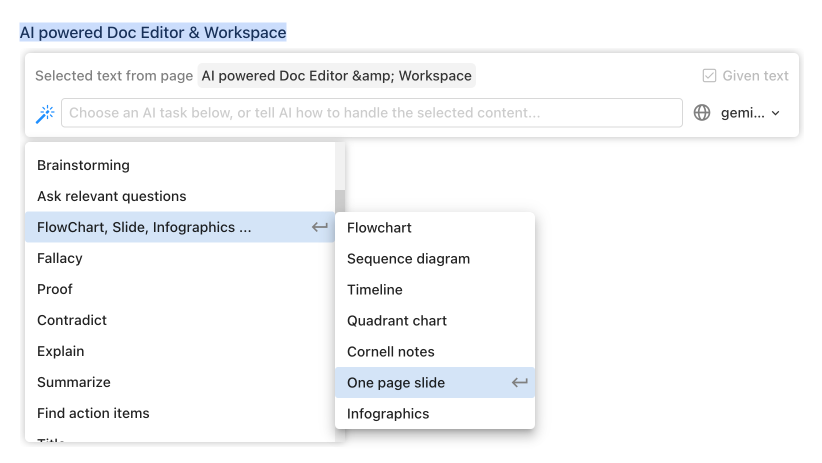 AI powered Doc Editor & Workspace
Selected text from page AI powered Doc Editor &amp; Workspace
Given text
Choose an AI task below, or tell AI how to handle the selected content...
gemi...
Brainstorming
Ask relevant questions
FlowChart, Slide, Infographics ...
Fallacy
Proof
Contradict
Explain
Summarize
Find action items
Title
Flowchart
Sequence diagram
Timeline
Quadrant chart
Cornell notes
One page slide
Infographics